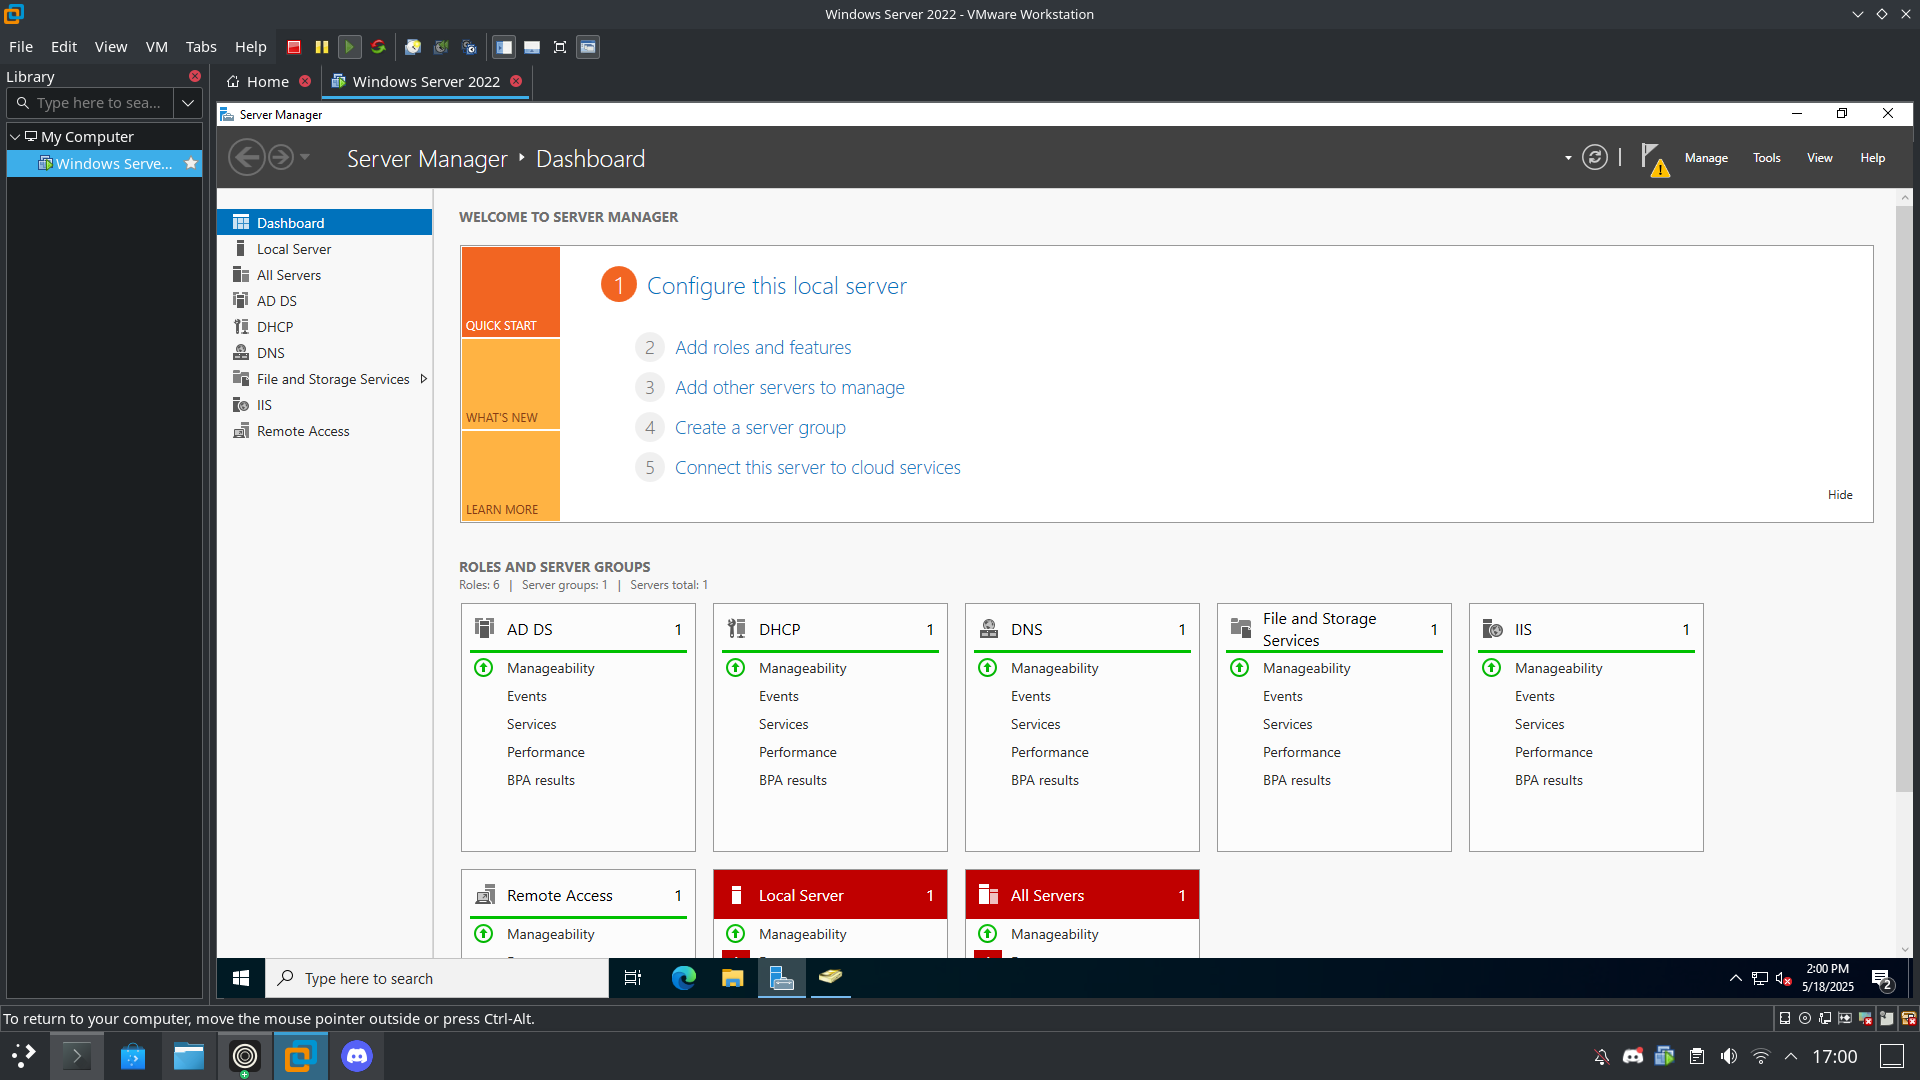 Windows Server 2022 - VMware Workstation
File Edit View VM Tabs Help
Library
Home
Windows Server 2022
Type here to sea...
My Computer
Windows Serve...
Server Manager
Server Manager Dashboard
Manage Tools View Help
Dashboard
Local Server
All Servers
AD DS
DHCP
DNS
File and Storage Services
IIS
Remote Access
WELCOME TO SERVER MANAGER
QUICK START
WHAT'S NEW
LEARN MORE
1 Configure this local server
2 Add roles and features
3 Add other servers to manage
4 Create a server group
5 Connect this server to cloud services
Hide
ROLES AND SERVER GROUPS
Roles: 6 | Server groups: 1 | Servers total: 1
AD DS 1
Manageability
Events
Services
Performance
BPA results
DHCP 1
Manageability
Events
Services
Performance
BPA results
DNS 1
Manageability
Events
Services
Performance
BPA results
File and Storage
Services 1
Manageability
Events
Services
Performance
BPA results
IIS 1
Manageability
Events
Services
Performance
BPA results
Remote Access 1
Manageability
Local Server 1
Manageability
All Servers 1
Manageability
Type here to search
2:00 PM
5/18/2025
2
To return to your computer, move the mouse pointer outside or press Ctrl-Alt.
17:00